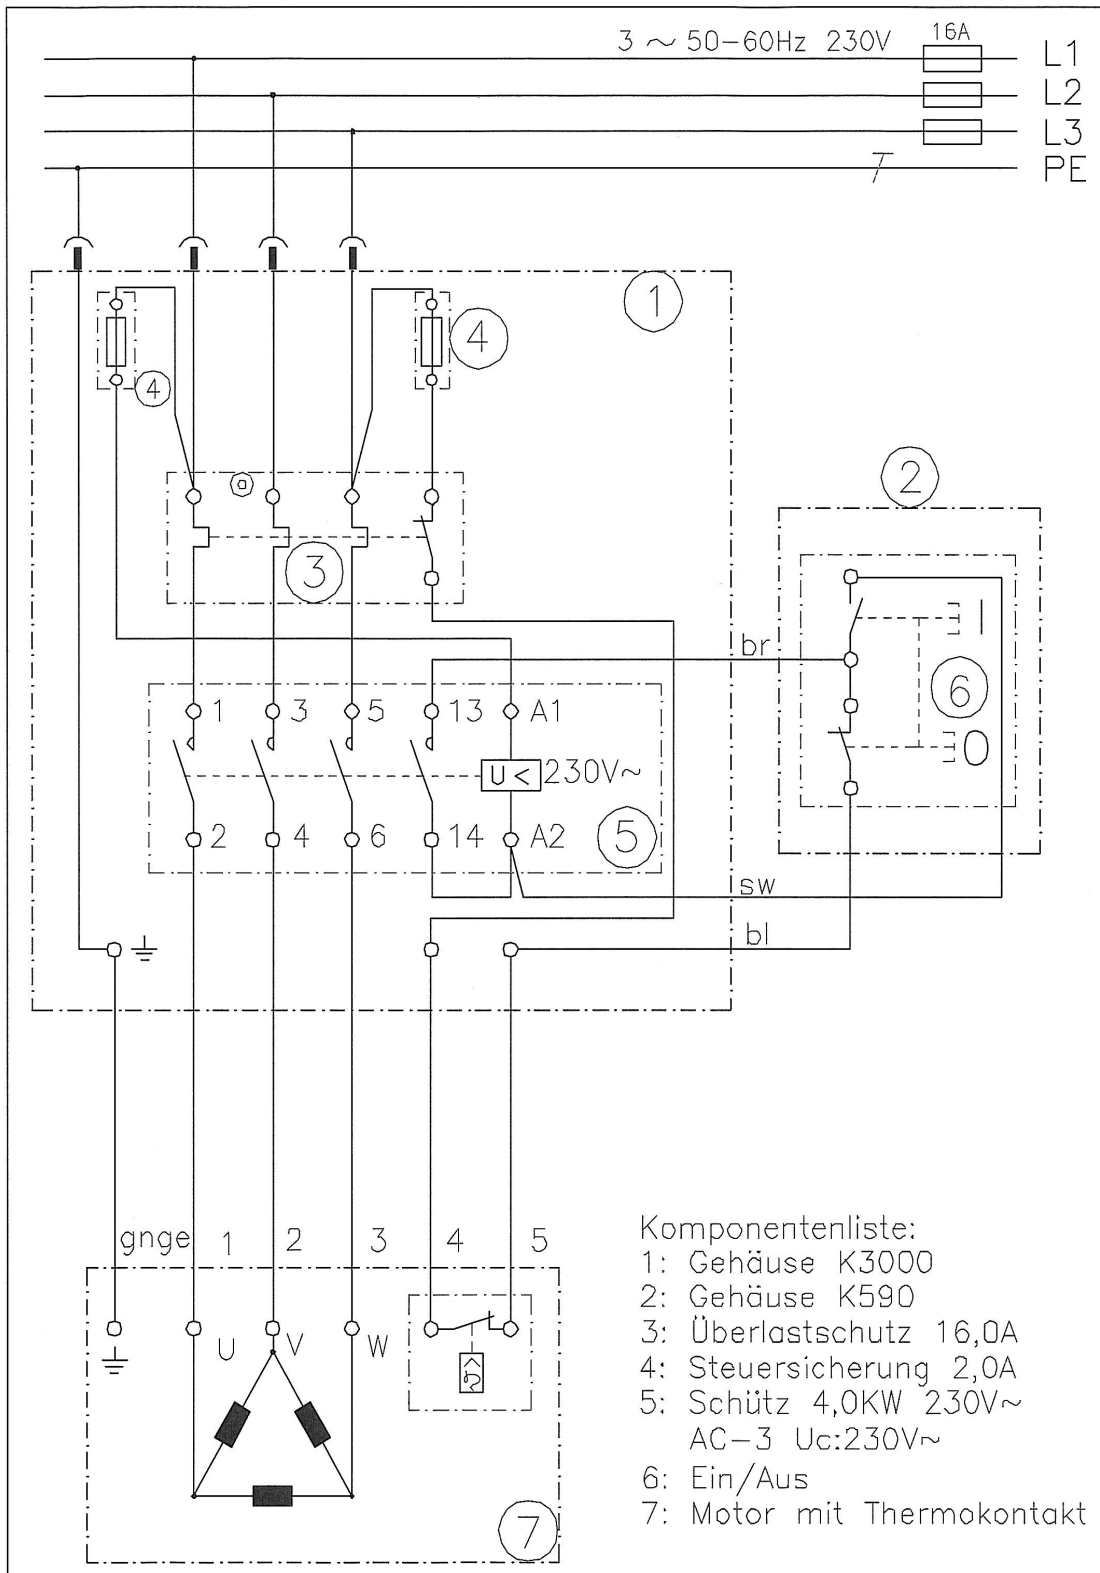 3 ~ 50-60Hz 230V
16A
L1
L2
L3
PE
1
4
4
a
2
3
br
I
6
1 3 5 13 A1
O
U< 230V~
2 4 6 14 A2
5
sw
bl
gnge 1 2 3 4 5
U V W
7
Komponentenliste:
1: Gehäuse K3000
2: Gehäuse K590
3: Überlastschutz 16,0A
4: Steuersicherung 2,0A
5: Schütz 4,0KW 230V~
AC-3 Uc:230V~
6: Ein/Aus
7: Motor mit Thermokontakt